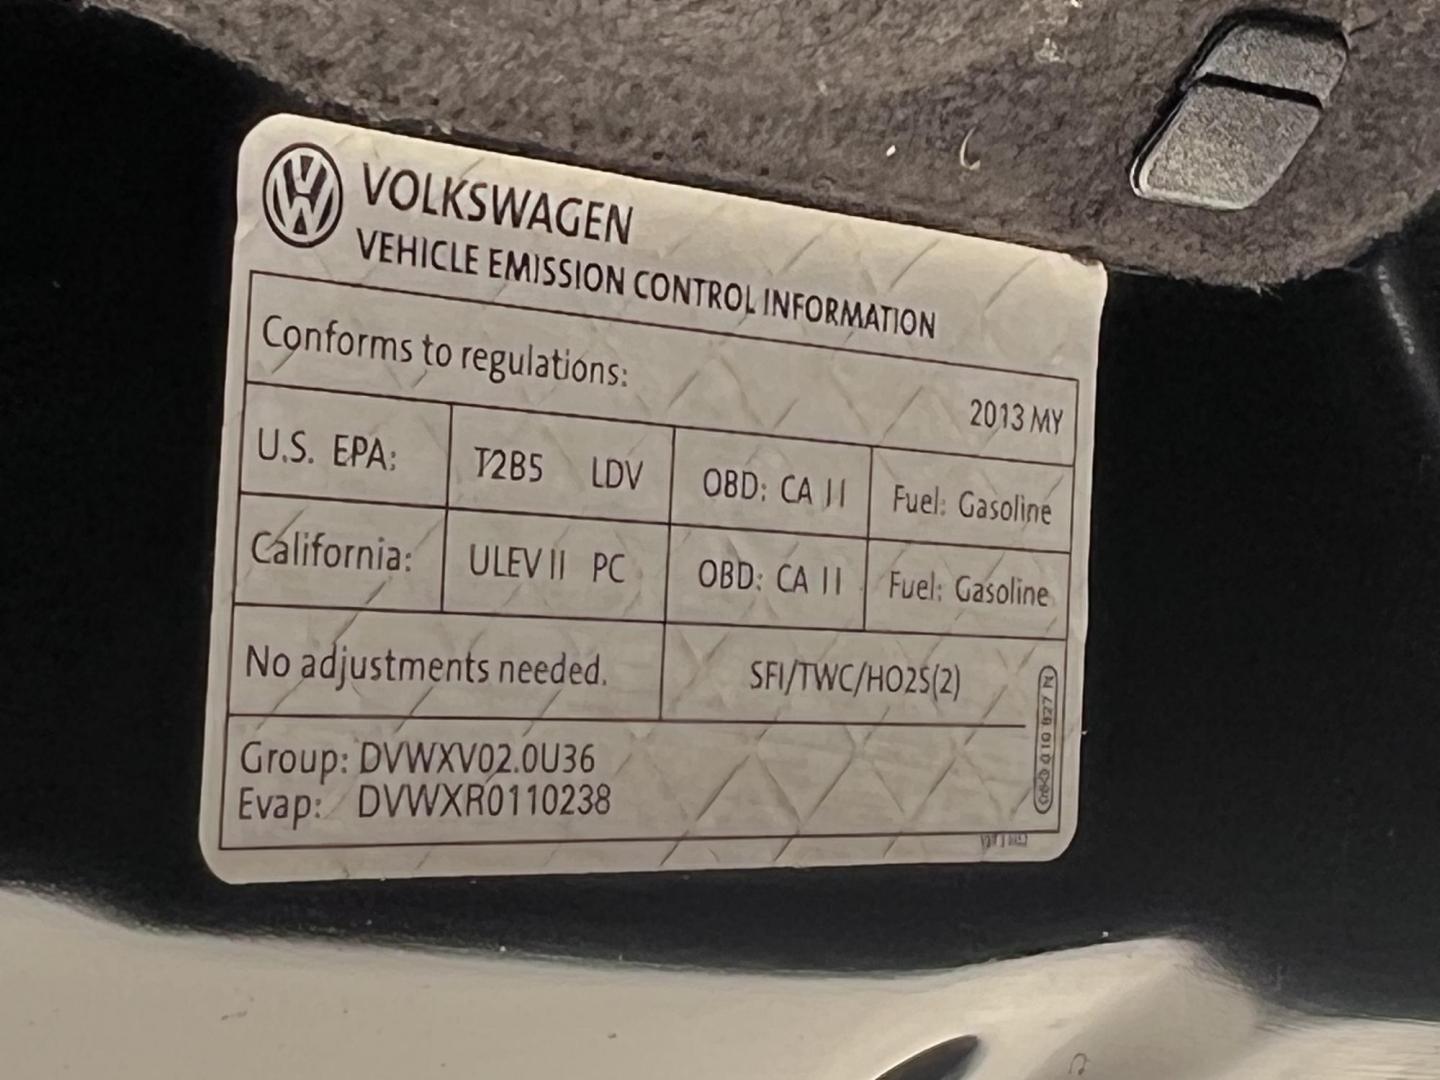 VOLKSWAGEN
VEHICLE EMISSION CONTROL INFORMATION
Conforms to regulations:
2013 MY
U.S. EPA: T2B5 LDV OBD: CA II Fuel: Gasoline
California: ULEV II PC OBD: CA II Fuel: Gasoline
No adjustments needed. SFI/TWC/HO2S(2)
Group: DVWXV02.0U36
Evap: DVWXR0110238
010 827 N